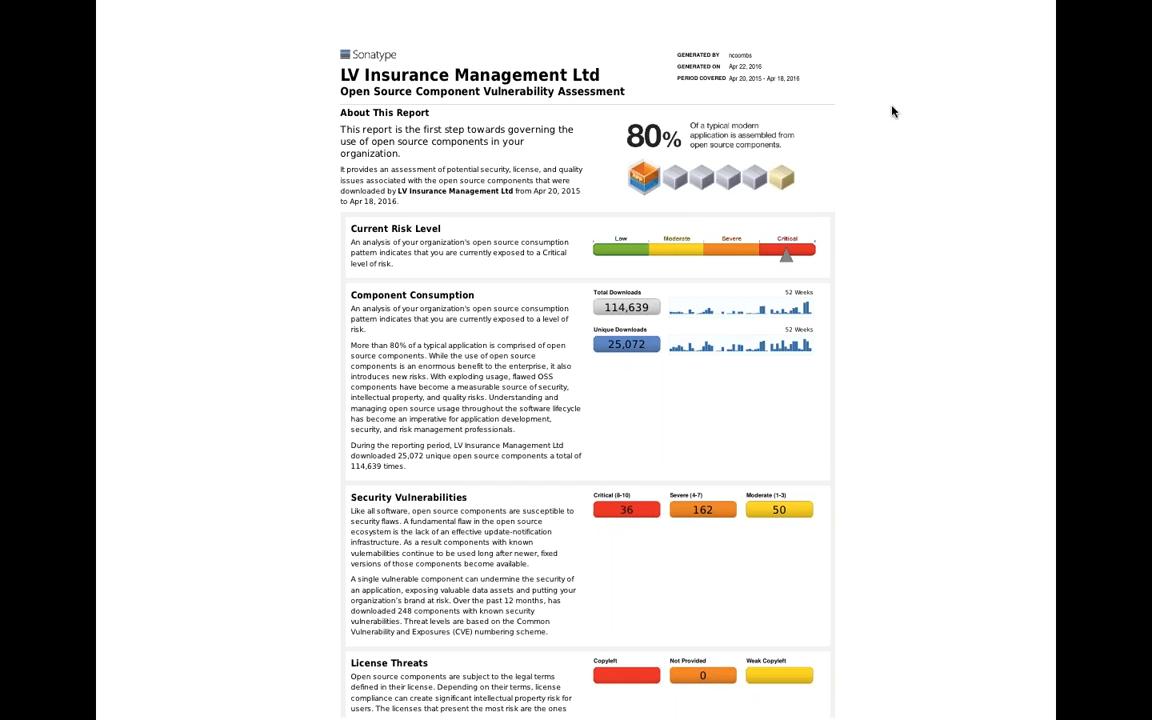 Sonatype
LV Insurance Management Ltd
Open Source Component Vulnerability Assessment
GENERATED BY ncoombs
GENERATED ON Apr 22, 2016
PERIOD COVERED Apr 20, 2015 - Apr 18, 2016
About This Report
This report is the first step towards governing the
use of open source components in your
organization.
It provides an assessment of potential security, license, and quality
issues associated with the open source components that were
downloaded by LV Insurance Management Ltd from Apr 20, 2015
to Apr 18, 2016.
80%
Of a typical modern
application is assembled from
open source components.
Current Risk Level
An analysis of your organization's open source consumption
pattern indicates that you are currently exposed to a Critical
level of risk.
Low Moderate Severe Critical
Component Consumption
An analysis of your organization's open source consumption
pattern indicates that you are currently exposed to a level of
risk.
More than 80% of a typical application is comprised of open
source components. While the use of open source
components is an enormous benefit to the enterprise, it also
introduces new risks. With exploding usage, flawed OSS
components have become a measurable source of security,
intellectual property, and quality risks. Understanding and
managing open source usage throughout the software lifecycle
has become an imperative for application development,
security, and risk management professionals.
During the reporting period, LV Insurance Management Ltd
downloaded 25,072 unique open source components a total of
114,639 times.
Total Downloads 52 Weeks
114,639
Unique Downloads 52 Weeks
25,072
Security Vulnerabilities
Like all software, open source components are susceptible to
security flaws. A fundamental flaw in the open source
ecosystem is the lack of an effective update-notification
infrastructure. As a result components with known
vulernabilities continue to be used long after newer, fixed
versions of those components become available.
A single vulnerable component can undermine the security of
an application, exposing valuable data assets and putting your
organization's brand at risk. Over the past 12 months, has
downloaded 248 components with known security
vulnerabilities. Threat levels are based on the Common
Vulnerability and Exposures (CVE) numbering scheme.
Critical (8-10) Severe (4-7) Moderate (1-3)
36 162 50
License Threats
Open source components are subject to the legal terms
defined in their license. Depending on their terms, license
compliance can create significant intellectual property risk for
users. The licenses that present the most risk are the ones
Copyleft Not Provided Weak Copyleft
0